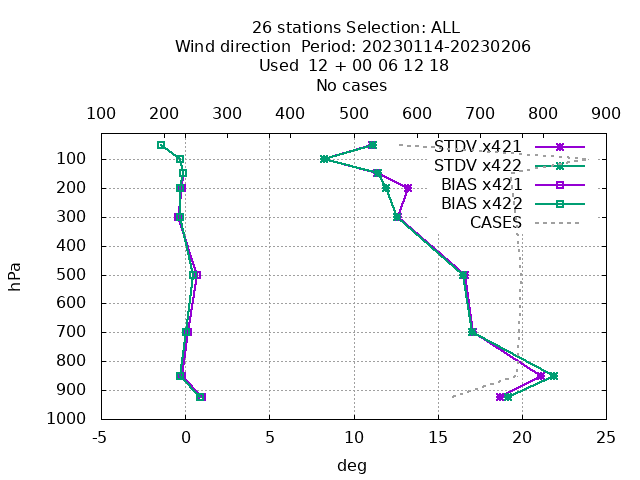 26 stations Selection: ALL
Wind direction  Period: 20230114-20230206
Used  12 + 00 06 12 18
No cases
100 200 300 400 500 600 700 800 900
STDV x421
STDV x422
BIAS x421
BIAS x422
CASES
hPa
100
200
300
400
500
600
700
800
900
1000
-5 0 5 10 15 20 25
deg